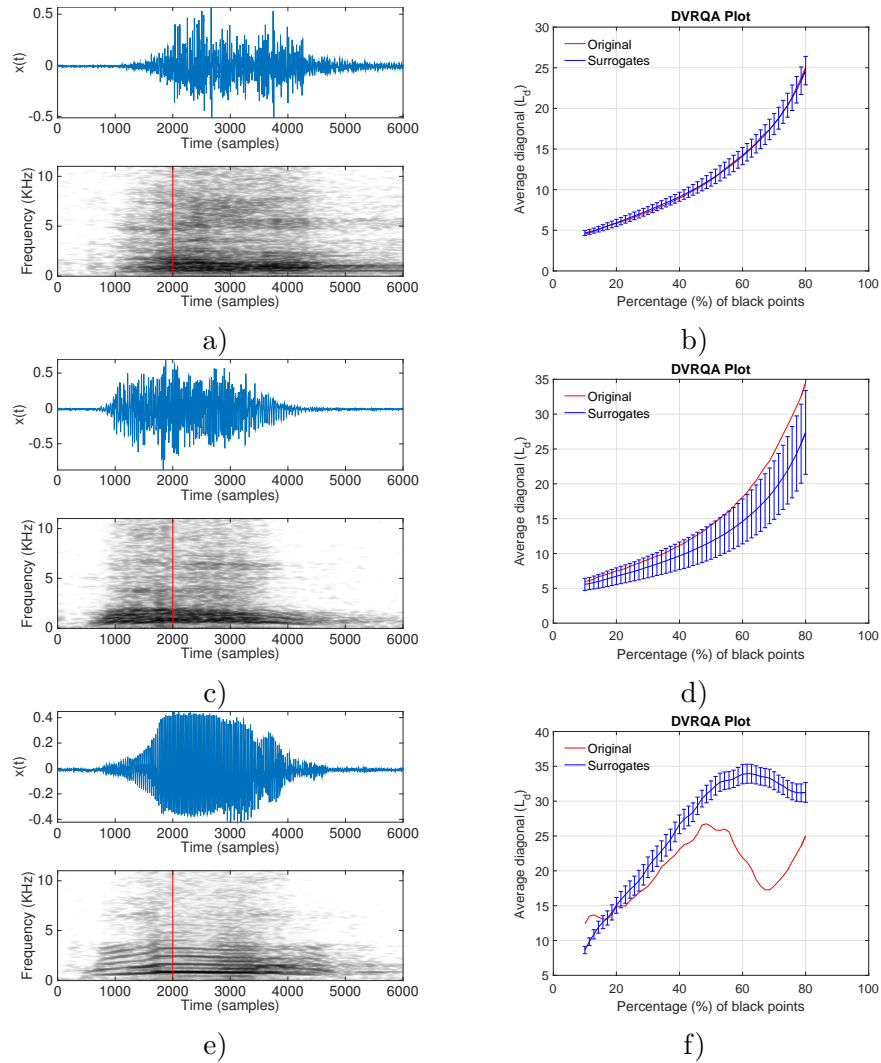 0.5
0
-0.5
x(t)
0 1000 2000 3000 4000 5000 6000
Time (samples)
10
5
0
Frequency (KHz)
0 1000 2000 3000 4000 5000 6000
Time (samples)
a)
DVRQA Plot
Original
Surrogates
30
25
20
15
10
5
0
Average diagonal (L_d)
0 20 40 60 80 100
Percentage (%) of black points
b)
0.5
0
-0.5
x(t)
0 1000 2000 3000 4000 5000 6000
Time (samples)
10
5
0
Frequency (KHz)
0 1000 2000 3000 4000 5000 6000
Time (samples)
c)
DVRQA Plot
Original
Surrogates
35
30
25
20
15
10
5
0
Average diagonal (L_d)
0 20 40 60 80 100
Percentage (%) of black points
d)
0.4
0.2
0
-0.2
-0.4
x(t)
0 1000 2000 3000 4000 5000 6000
Time (samples)
10
5
0
Frequency (KHz)
0 1000 2000 3000 4000 5000 6000
Time (samples)
e)
DVRQA Plot
Original
Surrogates
40
35
30
25
20
15
10
5
Average diagonal (L_d)
0 20 40 60 80 100
Percentage (%) of black points
f)